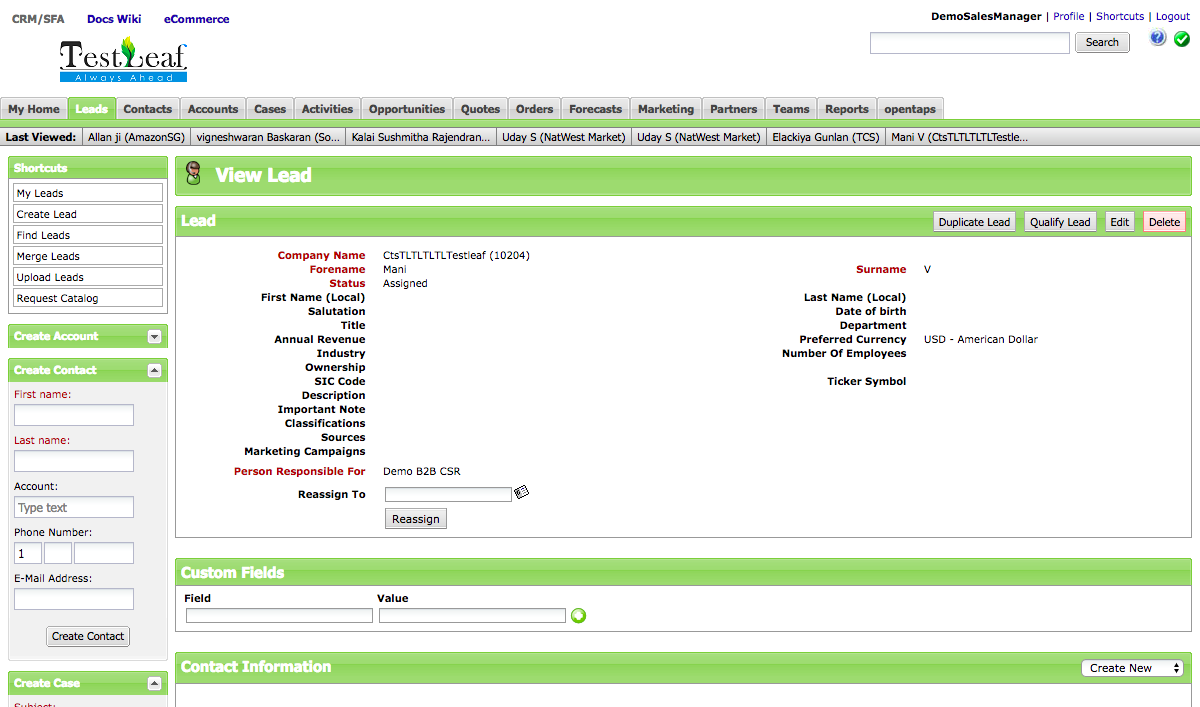 CRM/SFA Docs Wiki eCommerce
DemoSalesManager | Profile | Shortcuts | Logout
TestLeaf
Always Ahead
Search
My Home Leads Contacts Accounts Cases Activities Opportunities Quotes Orders Forecasts Marketing Partners Teams Reports opentaps
Last Viewed: Allan ji (AmazonSG) vigneshwaran Baskaran (So... Kalai Sushmitha Rajendran... Uday S (NatWest Market) Uday S (NatWest Market) Elackiya Gunlan (TCS) Mani V (CtsTLTLTLTLTestle...
Shortcuts
My Leads
Create Lead
Find Leads
Merge Leads
Upload Leads
Request Catalog
Create Account
Create Contact
First name:
Last name:
Account:
Type text
Phone Number:
1
E-Mail Address:
Create Contact
Create Case
Subject:
View Lead
Lead Duplicate Lead Qualify Lead Edit Delete
Company Name CtsTLTLTLTLTestleaf (10204)
Forename Mani Surname V
Status Assigned
First Name (Local) Last Name (Local)
Salutation Date of birth
Title Department
Annual Revenue Preferred Currency USD - American Dollar
Industry Number Of Employees
Ownership
SIC Code Ticker Symbol
Description
Important Note
Classifications
Sources
Marketing Campaigns
Person Responsible For Demo B2B CSR
Reassign To
Reassign
Custom Fields
Field Value
Contact Information Create New